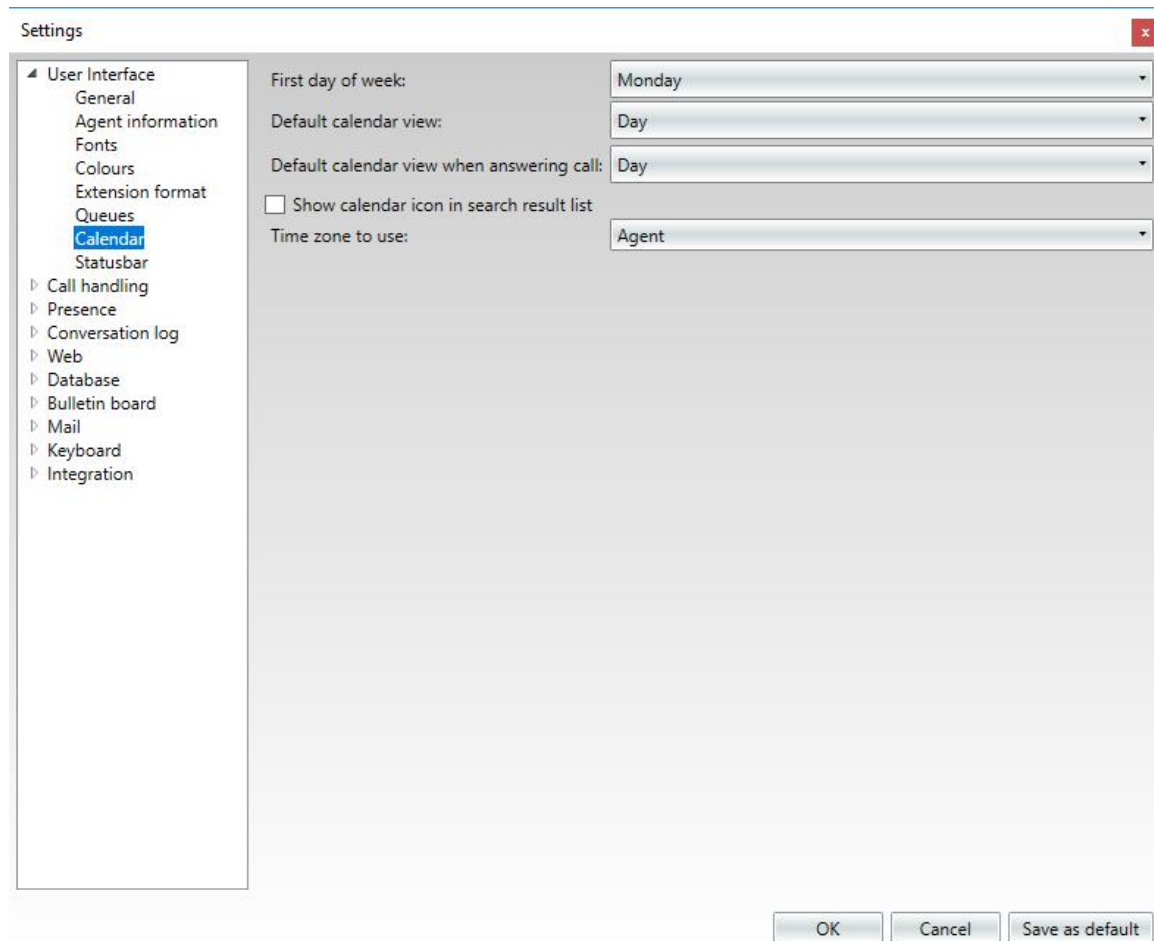 Settings
x
User Interface
General
Agent information
Fonts
Colours
Extension format
Queues
Calendar
Statusbar
Call handling
Presence
Conversation log
Web
Database
Bulletin board
Mail
Keyboard
Integration
First day of week: Monday
Default calendar view: Day
Default calendar view when answering call: Day
Show calendar icon in search result list
Time zone to use: Agent
OK Cancel Save as default